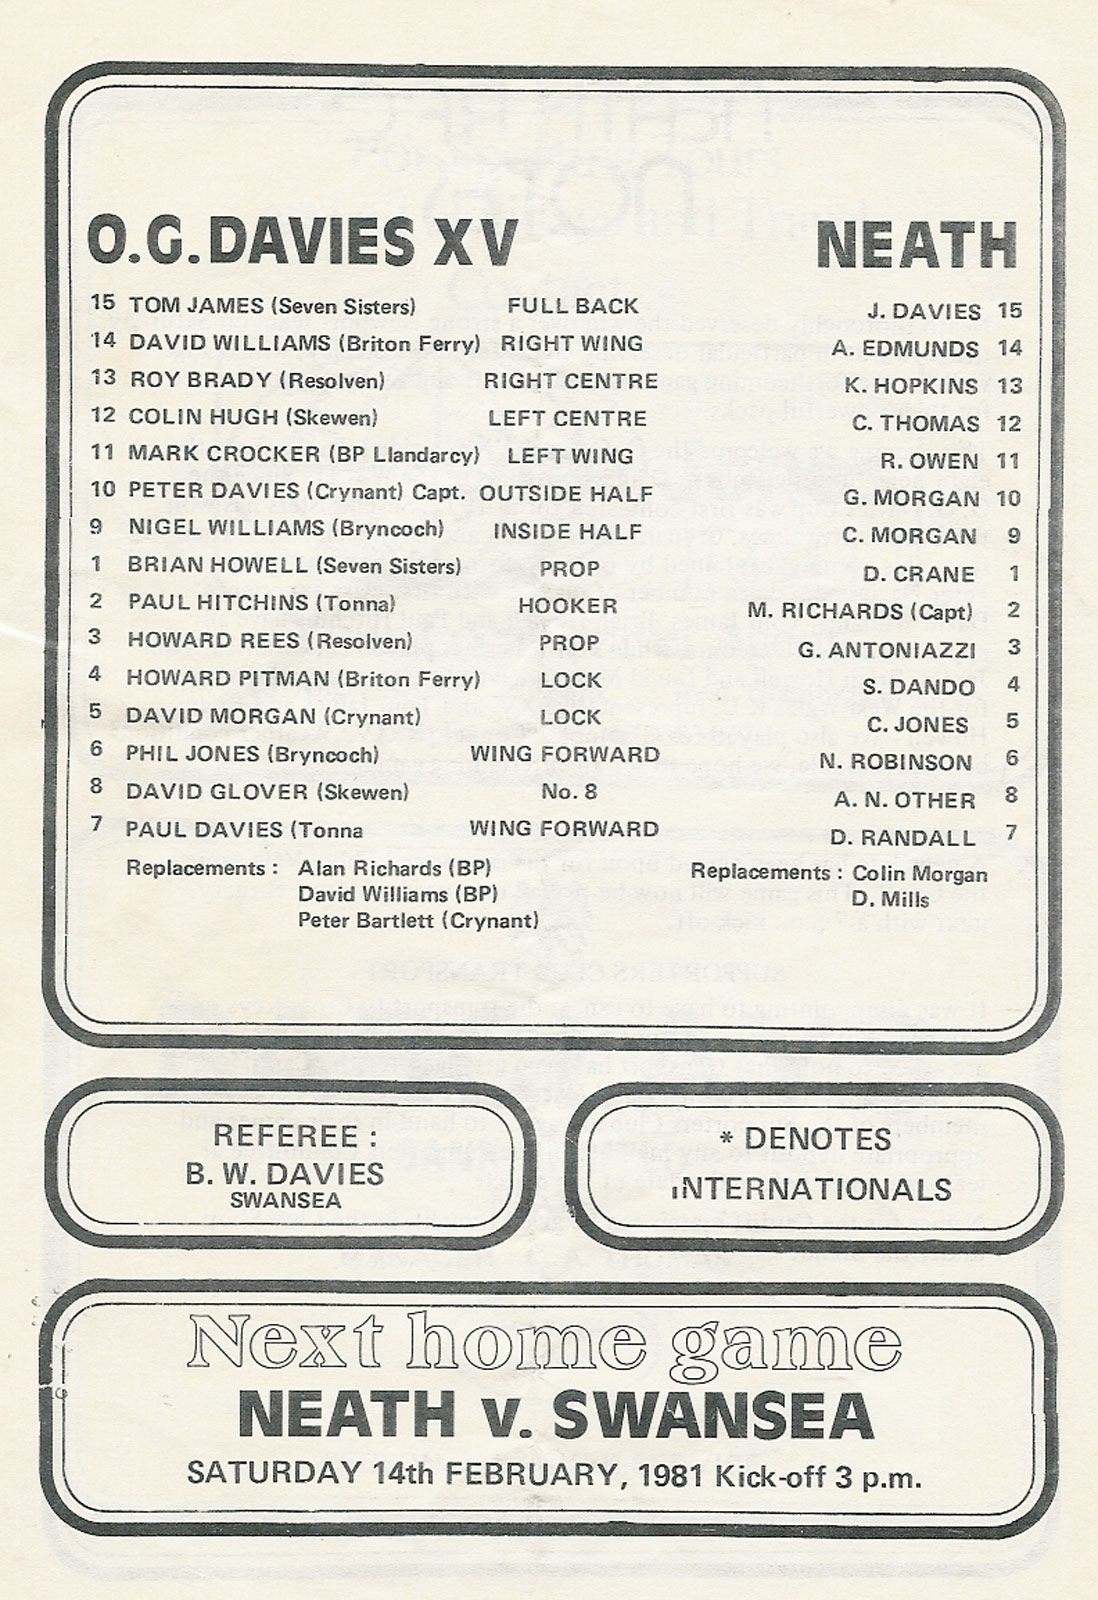 O.G. DAVIES XV NEATH
15 TOM JAMES (Seven Sisters) FULL BACK J. DAVIES 15
14 DAVID WILLIAMS (Briton Ferry) RIGHT WING A. EDMUNDS 14
13 ROY BRADY (Resolven) RIGHT CENTRE K. HOPKINS 13
12 COLIN HUGH (Skewen) LEFT CENTRE C. THOMAS 12
11 MARK CROCKER (BP Llandarcy) LEFT WING R. OWEN 11
10 PETER DAVIES (Crynant) Capt. OUTSIDE HALF G. MORGAN 10
9 NIGEL WILLIAMS (Bryncoch) INSIDE HALF C. MORGAN 9
1 BRIAN HOWELL (Seven Sisters) PROP D. CRANE 1
2 PAUL HITCHINS (Tonna) HOOKER M. RICHARDS (Capt) 2
3 HOWARD REES (Resolven) PROP G. ANTONIAZZI 3
4 HOWARD PITMAN (Briton Ferry) LOCK S. DANDO 4
5 DAVID MORGAN (Crynant) LOCK C. JONES 5
6 PHIL JONES (Bryncoch) WING FORWARD N. ROBINSON 6
8 DAVID GLOVER (Skewen) No. 8 A. N. OTHER 8
7 PAUL DAVIES (Tonna WING FORWARD D. RANDALL 7
Replacements : Alan Richards (BP) Replacements : Colin Morgan
David Williams (BP) D. Mills
Peter Bartlett (Crynant)
REFEREE :
B. W. DAVIES
SWANSEA
* DENOTES
INTERNATIONALS
Next home game
NEATH v. SWANSEA
SATURDAY 14th FEBRUARY, 1981 Kick-off 3 p.m.